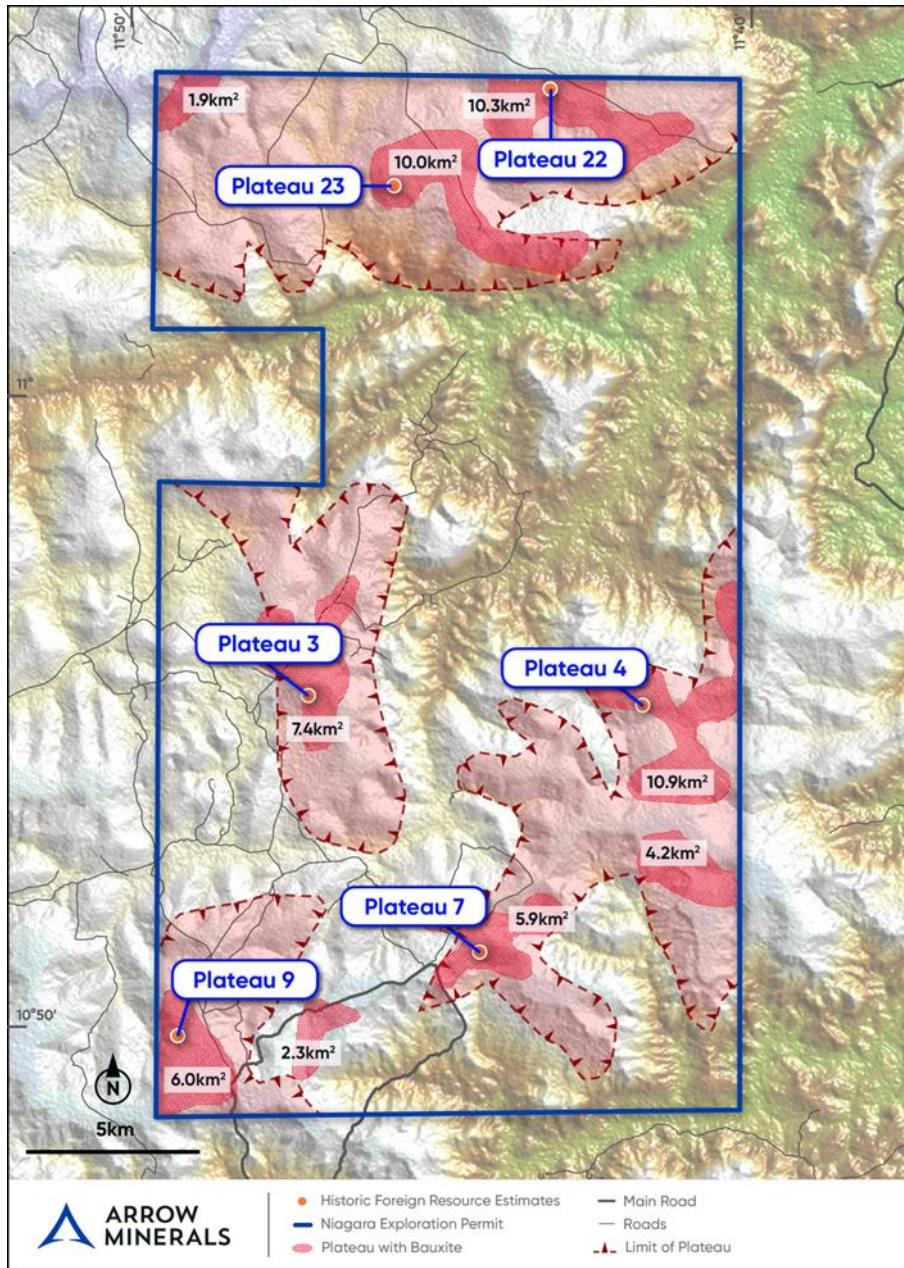 11°50'
11°40'
1.9km²
10.3km²
Plateau 22
10.0km²
Plateau 23
11°
Plateau 3
7.4km²
Plateau 4
10.9km²
4.2km²
Plateau 7
5.9km²
Plateau 9
10°50'
2.3km²
6.0km²
N
5km
ARROW
MINERALS
Historic Foreign Resource Estimates
Niagara Exploration Permit
Plateau with Bauxite
Main Road
Roads
Limit of Plateau